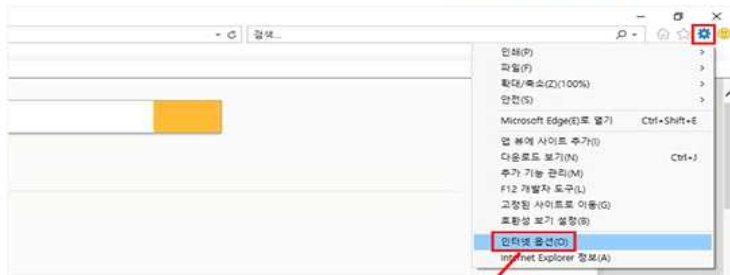 검색...
인쇄(P)
파일(F)
확대/축소(Z)(100%)
안전(S)
Microsoft Edge(E)로 열기 Ctrl+Shift+E
앱 뷰에 사이트 추가(I)
다운로드 보기(N) Ctrl+J
추가 기능 관리(M)
F12 개발자 도구(L)
고정된 사이트로 이동(G)
호환성 보기 설정(B)
인터넷 옵션(O)
Internet Explorer 정보(A)